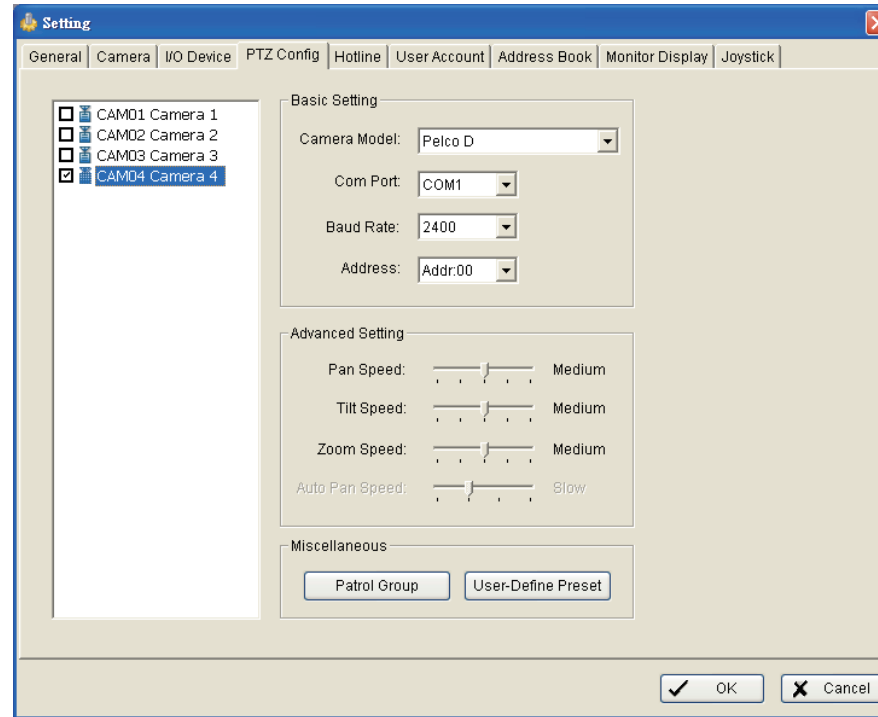 Setting
General Camera I/O Device PTZ Config Hotline User Account Address Book Monitor Display Joystick
CAM01 Camera 1
CAM02 Camera 2
CAM03 Camera 3
CAM04 Camera 4
Basic Setting
Camera Model: Pelco D
Com Port: COM1
Baud Rate: 2400
Address: Addr:00
Advanced Setting
Pan Speed: Medium
Tilt Speed: Medium
Zoom Speed: Medium
Auto Pan Speed: Slow
Miscellaneous
Patrol Group User-Define Preset
OK Cancel